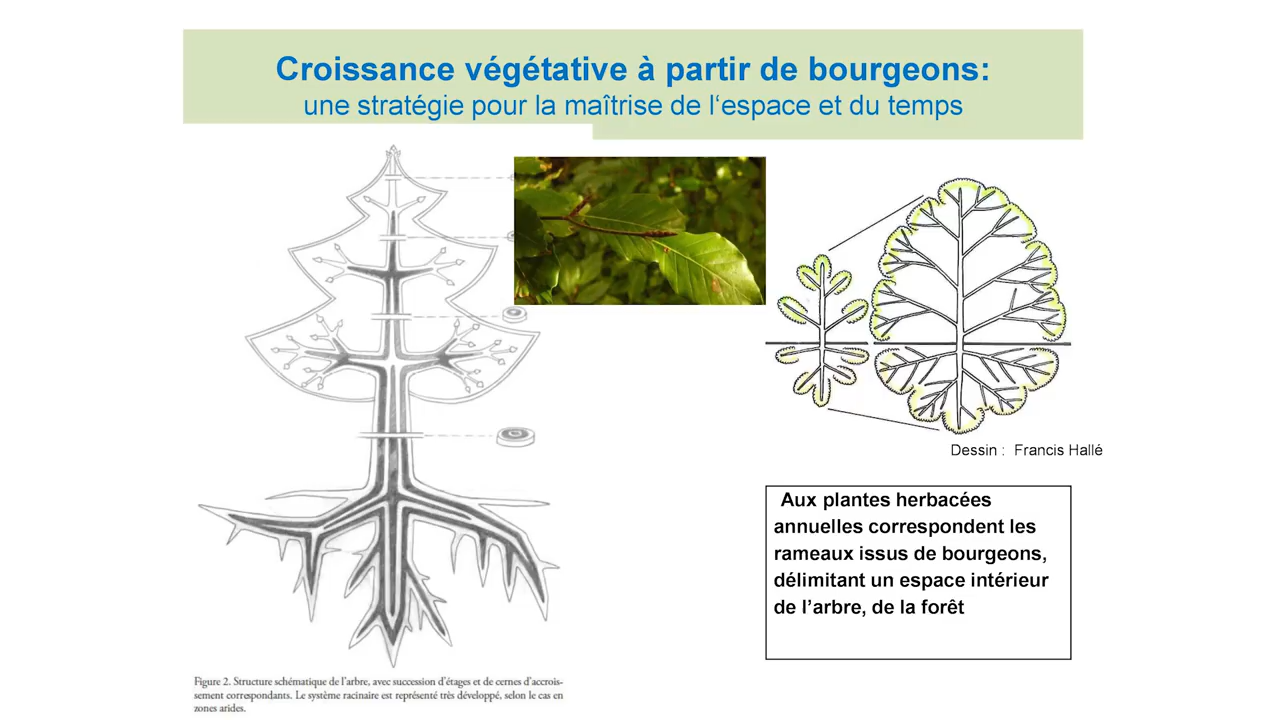 Croissance végétative à partir de bourgeons:
une stratégie pour la maîtrise de l‘espace et du temps
Dessin : Francis Hallé
Aux plantes herbacées
annuelles correspondent les
rameaux issus de bourgeons,
délimitant un espace intérieur
de l’arbre, de la forêt
Figure 2. Structure schématique de l'arbre, avec succession d'étages et de cernes d'accrois-
sement correspondants. Le système racinaire est représenté très développé, selon le cas en
zones arides.